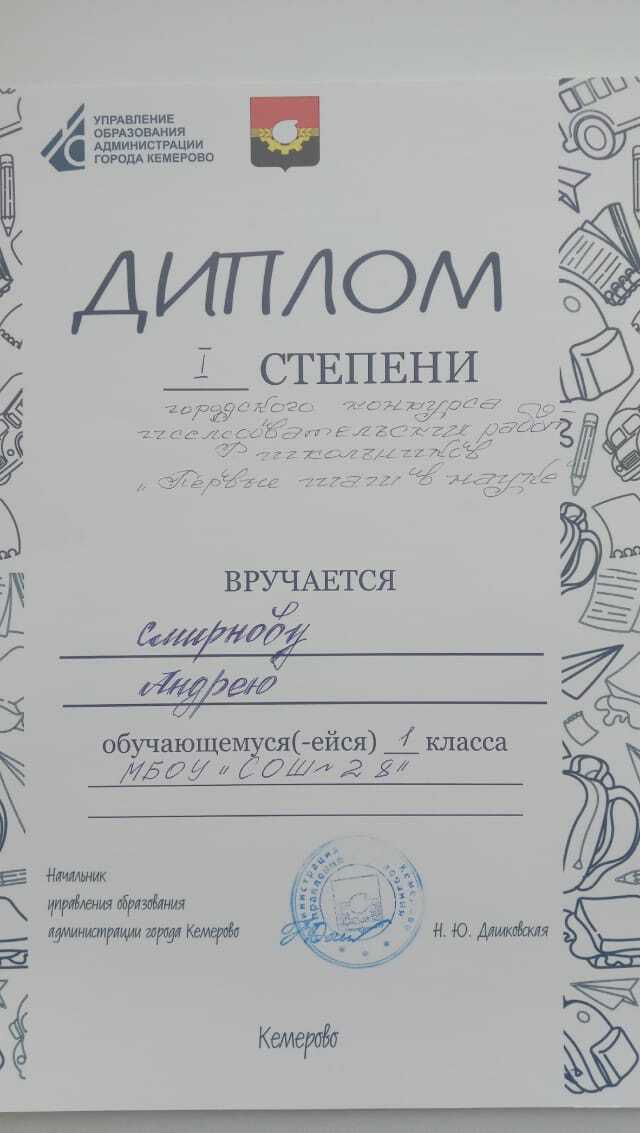 УПРАВЛЕНИЕ
ОБРАЗОВАНИЯ
АДМИНИСТРАЦИИ
ГОРОДА КЕМЕРОВО
ДИПЛОМ
I СТЕПЕНИ
городского конкурса
исследовательских работ
школьников
"Первые шаги в науке"
ВРУЧАЕТСЯ
Смирнову
Андрею
обучающемуся(-ейся) 1 класса
МБОУ "СОШ № 28"
Начальник
управления образования
администрации города Кемерово
Н. Ю. Дашковская
Кемерово